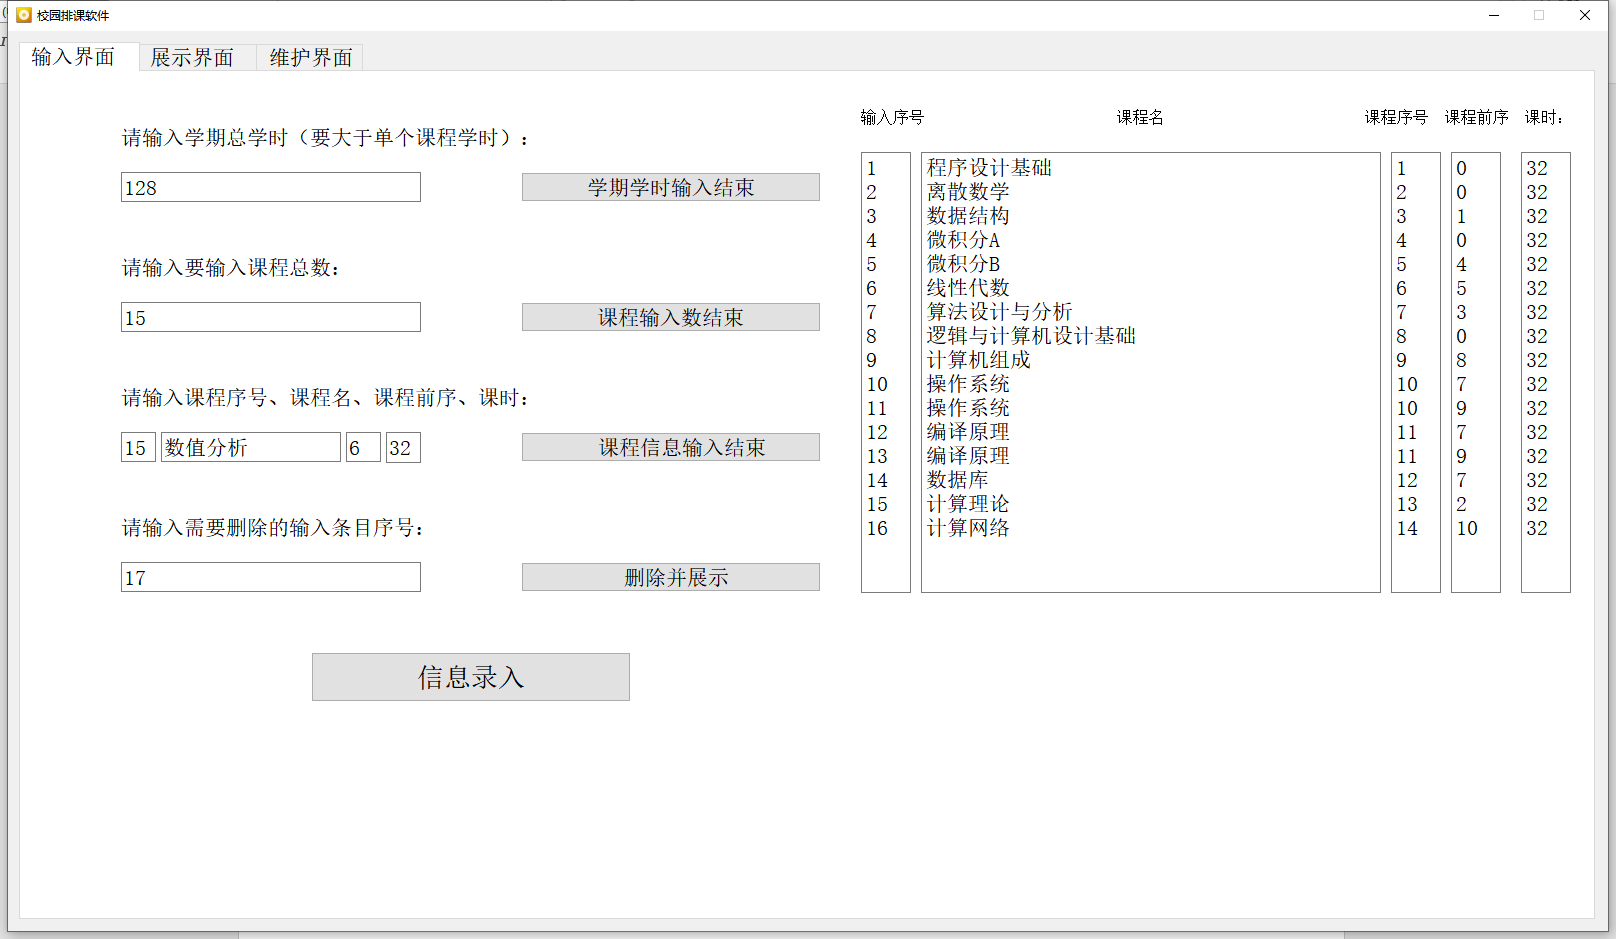 校园排课软件
输入界面 展示界面 维护界面
请输入学期总学时（要大于单个课程学时）：
128 学期学时输入结束
请输入要输入课程总数：
15 课程输入数结束
请输入课程序号、课程名、课程前序、课时：
15 数值分析 6 32 课程信息输入结束
请输入需要删除的输入条目序号：
17 删除并展示
信息录入
输入序号 课程名 课程序号 课程前序 课时：
1 程序设计基础 1 0 32
2 离散数学 2 0 32
3 数据结构 3 1 32
4 微积分A 4 0 32
5 微积分B 5 4 32
6 线性代数 6 5 32
7 算法设计与分析 7 3 32
8 逻辑与计算机设计基础 8 0 32
9 计算机组成 9 8 32
10 操作系统 10 7 32
11 操作系统 10 9 32
12 编译原理 11 7 32
13 编译原理 11 9 32
14 数据库 12 7 32
15 计算理论 13 2 32
16 计算网络 14 10 32